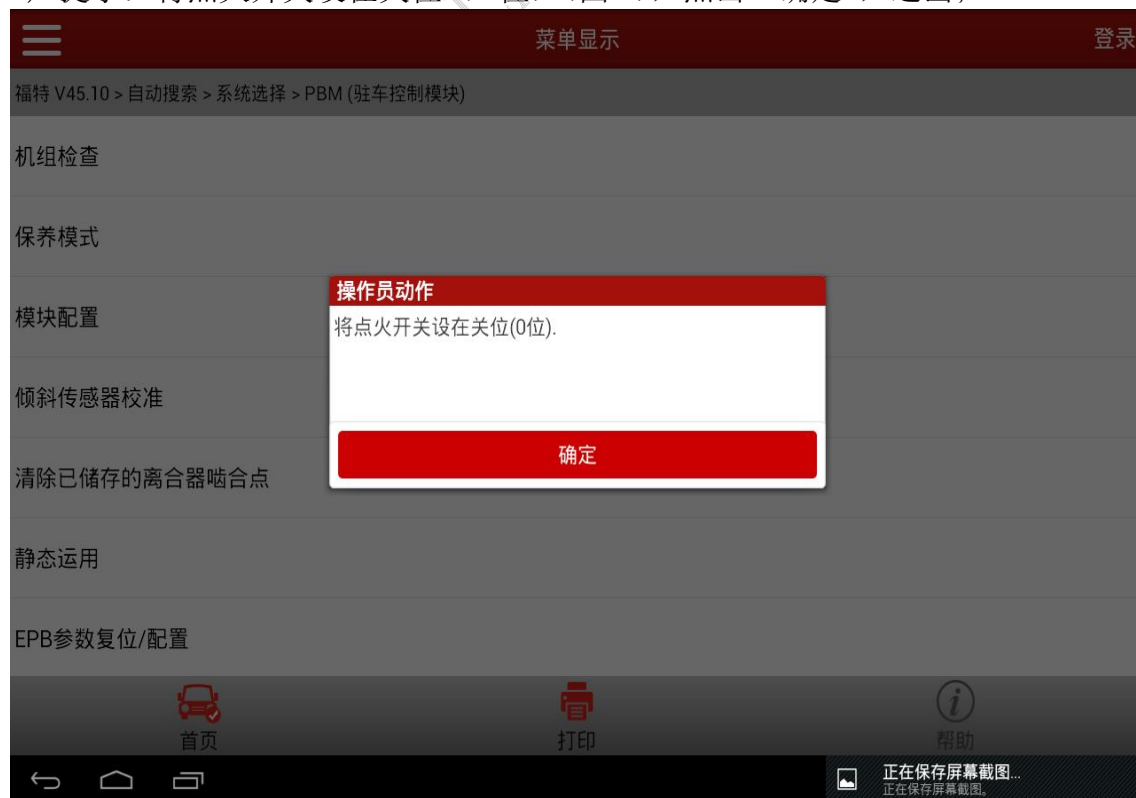 菜单显示
登录
福特 V45.10 > 自动搜索 > 系统选择 > PBM (驻车控制模块)
机组检查
保养模式
模块配置
倾斜传感器校准
清除已储存的离合器啮合点
静态运用
EPB参数复位/配置
操作员动作
将点火开关设在关位(0位).
确定
首页
打印
帮助
正在保存屏幕截图...
正在保存屏幕截图。